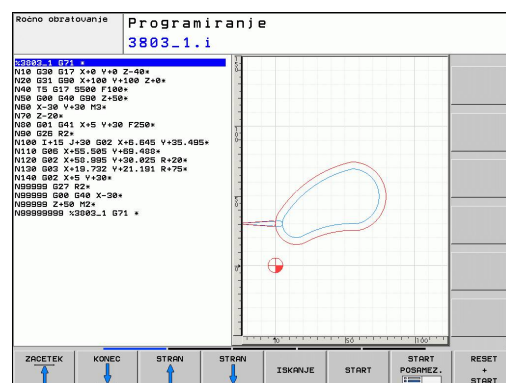 Ročno obratovanje
Programiranje
3803_1.i
%3803_1 G71 *
N10 G30 G17 X+0 Y+0 Z-40*
N20 G31 G90 X+100 Y+100 Z+0*
N40 T5 G17 S500 F100*
N50 G00 G40 G90 Z+50*
N60 X-30 Y+30 M3*
N70 Z-20*
N80 G01 G41 X+5 Y+30 F250*
N90 G26 R2*
N100 I+15 J+30 G02 X+6.645 Y+35.495*
N110 G06 X+55.505 Y+69.488*
N120 G02 X+58.995 Y+30.025 R+20*
N130 G03 X+19.732 Y+21.191 R+75*
N140 G02 X+5 Y+30*
N99999 G27 R2*
N99999 G00 G40 X-30*
N99999 Z+50 M2*
N99999999 %3803_1 G71 *
50
100
ZACETEK
KONEC
STRAN
STRAN
ISKANJE
START
START
POSAMEZ.
RESET
+
START